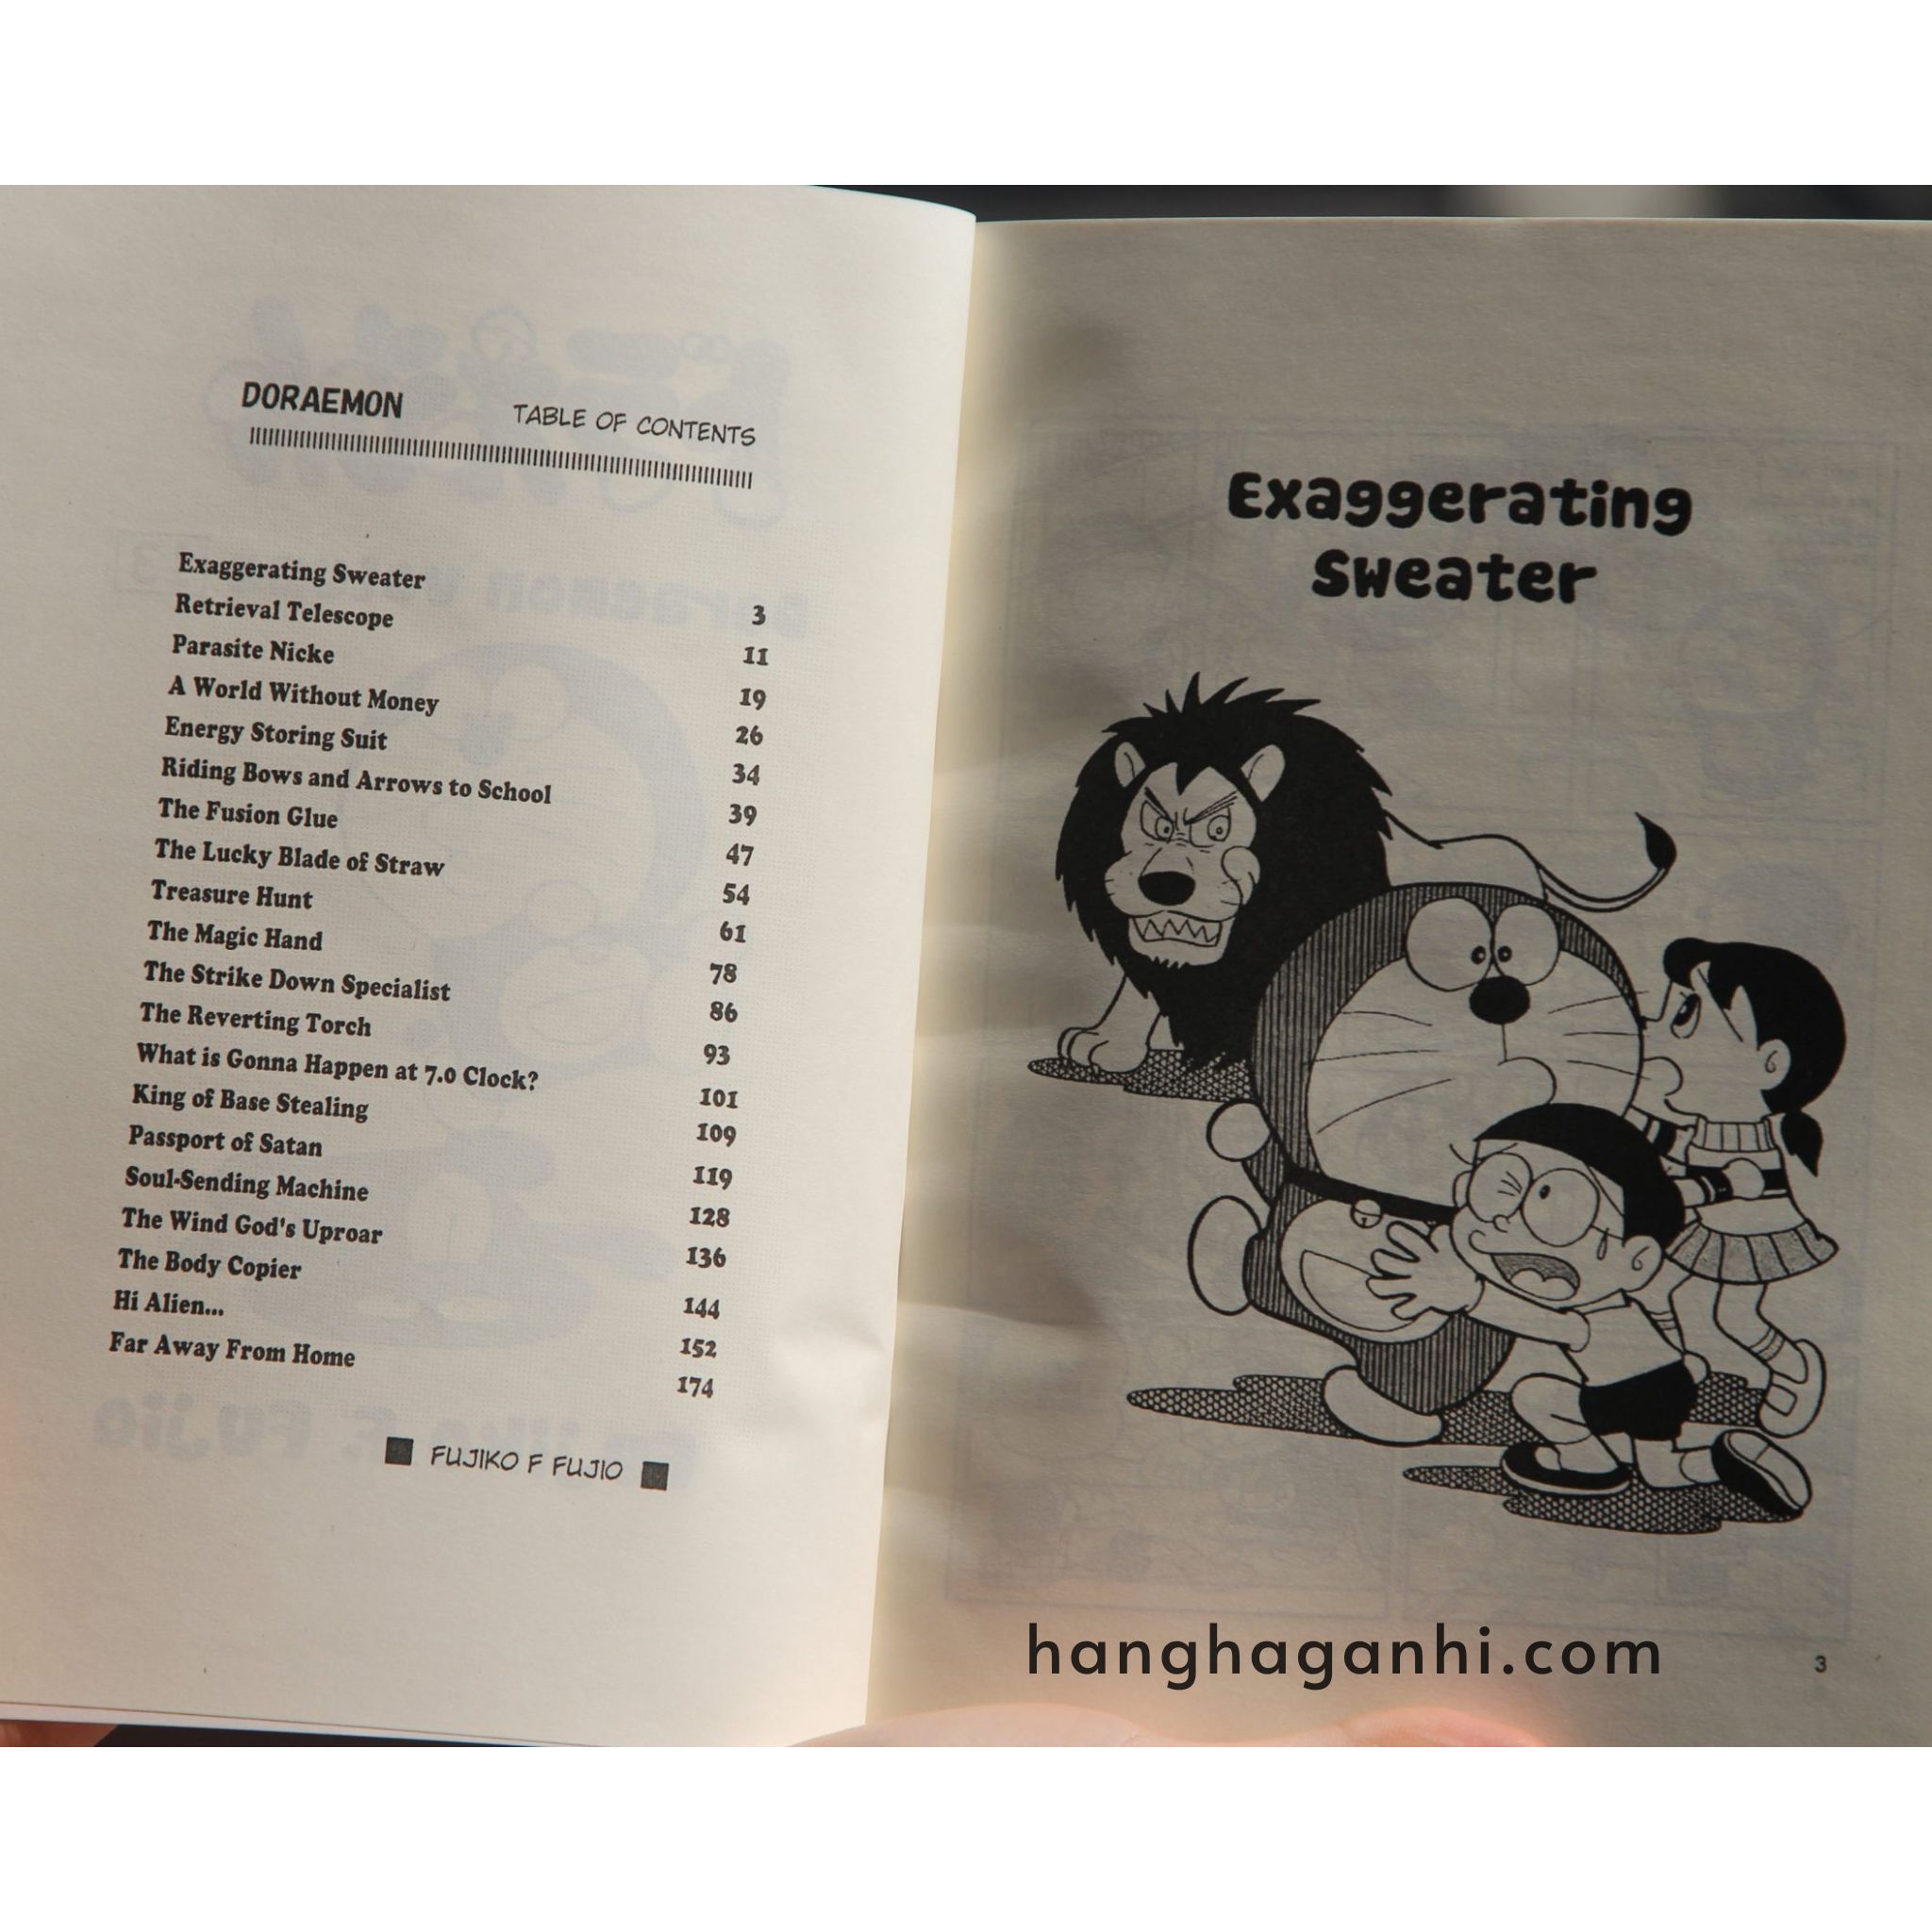 DORAEMON TABLE OF CONTENTS
Exaggerating Sweater 3
Retrieval Telescope 11
Parasite Nicke 19
A World Without Money 26
Energy Storing Suit 34
Riding Bows and Arrows to School 39
The Fusion Glue 47
The Lucky Blade of Straw 54
Treasure Hunt 61
The Magic Hand 78
The Strike Down Specialist 86
The Reverting Torch 93
What is Gonna Happen at 7.0 Clock? 101
King of Base Stealing 109
Passport of Satan 119
Soul-Sending Machine 128
The Wind God's Uproar 136
The Body Copier 144
Hi Alien... 152
Far Away From Home 174
FUJIKO F FUJIO
Exaggerating
Sweater
hanghaganhi.com
3